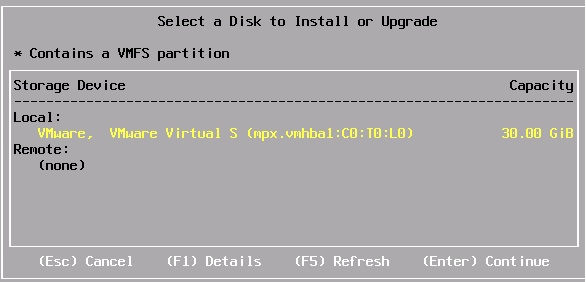 Select a Disk to Install or Upgrade
* Contains a VMFS partition
Storage Device Capacity
Local:
VMware, VMware Virtual S (mpx.vmhba1:C0:T0:L0) 30.00 GiB
Remote:
(none)
(Esc) Cancel (F1) Details (F5) Refresh (Enter) Continue